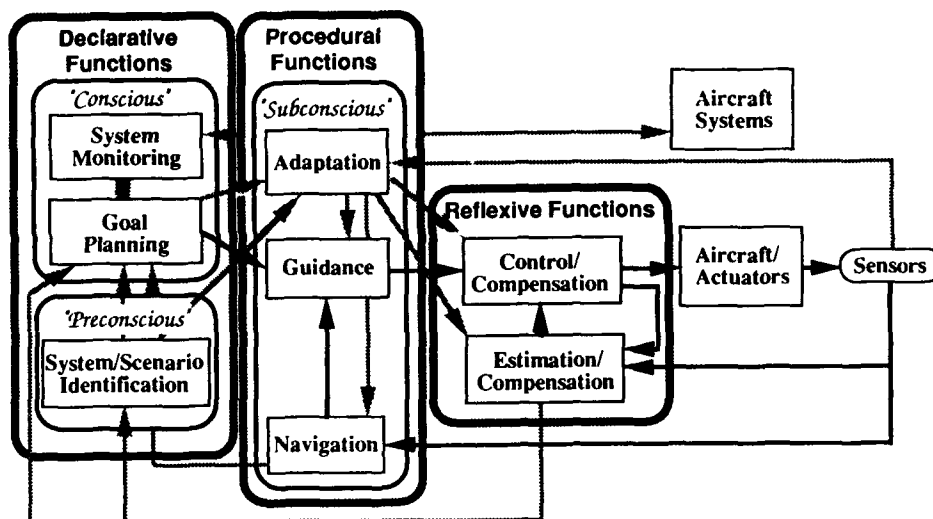 Declarative
Functions
"Conscious"
System
Monitoring
Goal
Planning
"Preconscious"
System/Scenario
Identification
Procedural
Functions
"Subconscious"
Adaptation
Guidance
Navigation
Reflexive Functions
Control/
Compensation
Estimation/
Compensation
Aircraft
Systems
Aircraft/
Actuators
Sensors